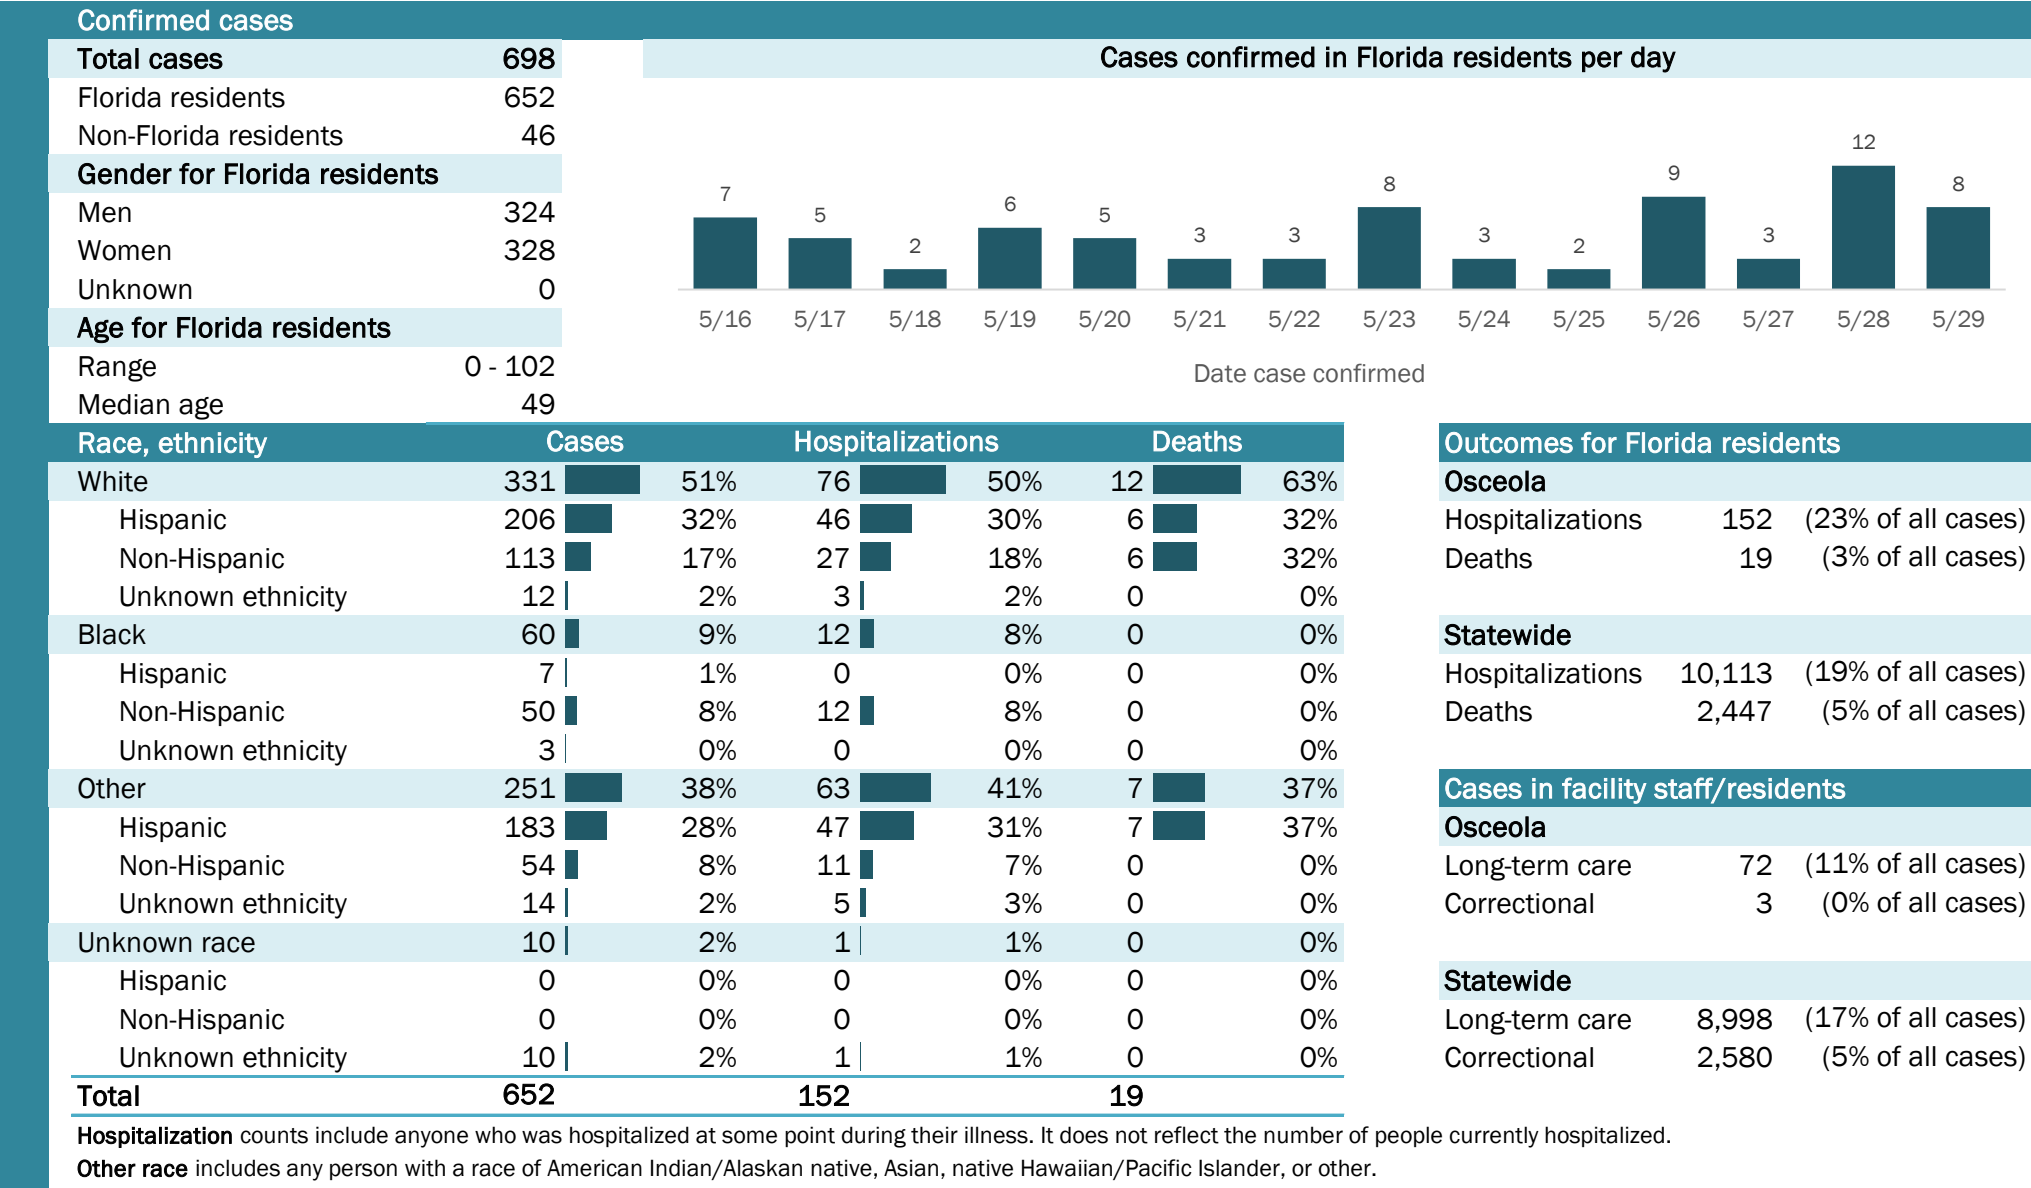 Confirmed cases
Total cases 698
Florida residents 652
Non-Florida residents 46
Gender for Florida residents
Men 324
Women 328
Unknown 0
Age for Florida residents
Range 0 - 102
Median age 49
Cases confirmed in Florida residents per day
7 5 2 6 5 3 3 8 3 2 9 3 12 8
5/16 5/17 5/18 5/19 5/20 5/21 5/22 5/23 5/24 5/25 5/26 5/27 5/28 5/29
Date case confirmed
Race, ethnicity Cases Hospitalizations Deaths
White 331 51% 76 50% 12 63%
Hispanic 206 32% 46 30% 6 32%
Non-Hispanic 113 17% 27 18% 6 32%
Unknown ethnicity 12 2% 3 2% 0 0%
Black 60 9% 12 8% 0 0%
Hispanic 7 1% 0 0% 0 0%
Non-Hispanic 50 8% 12 8% 0 0%
Unknown ethnicity 3 0% 0 0% 0 0%
Other 251 38% 63 41% 7 37%
Hispanic 183 28% 47 31% 7 37%
Non-Hispanic 54 8% 11 7% 0 0%
Unknown ethnicity 14 2% 5 3% 0 0%
Unknown race 10 2% 1 1% 0 0%
Hispanic 0 0% 0 0% 0 0%
Non-Hispanic 0 0% 0 0% 0 0%
Unknown ethnicity 10 2% 1 1% 0 0%
Total 652 152 19
Outcomes for Florida residents
Osceola
Hospitalizations 152 (23% of all cases)
Deaths 19 (3% of all cases)
Statewide
Hospitalizations 10,113 (19% of all cases)
Deaths 2,447 (5% of all cases)
Cases in facility staff/residents
Osceola
Long-term care 72 (11% of all cases)
Correctional 3 (0% of all cases)
Statewide
Long-term care 8,998 (17% of all cases)
Correctional 2,580 (5% of all cases)
Hospitalization counts include anyone who was hospitalized at some point during their illness. It does not reflect the number of people currently hospitalized.
Other race includes any person with a race of American Indian/Alaskan native, Asian, native Hawaiian/Pacific Islander, or other.